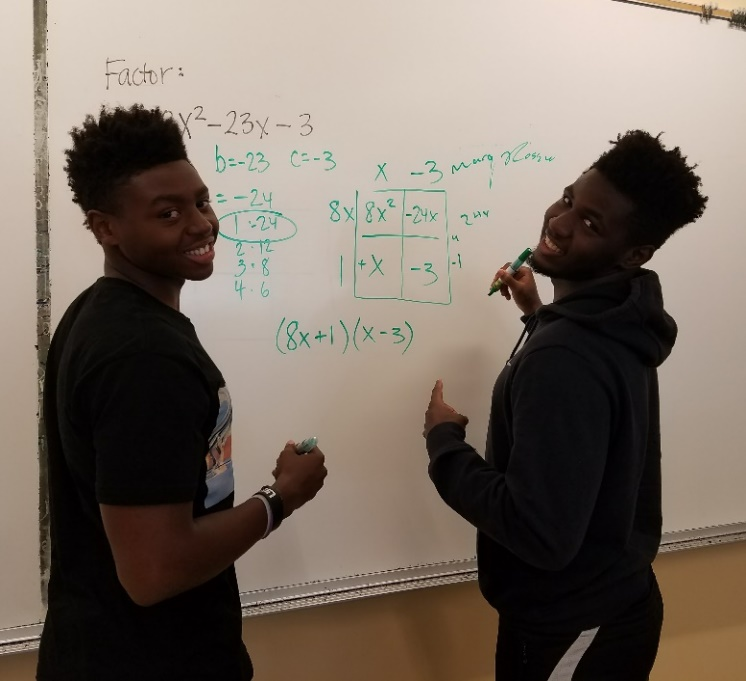 Factor:
x²-23x-3
b=-23 c=-3
= -24
1 -24
2 · 12
3 · 8
4 · 6
x -3
8x 8x² -24x
1 +x -3 -1
(8x+1)(x-3)